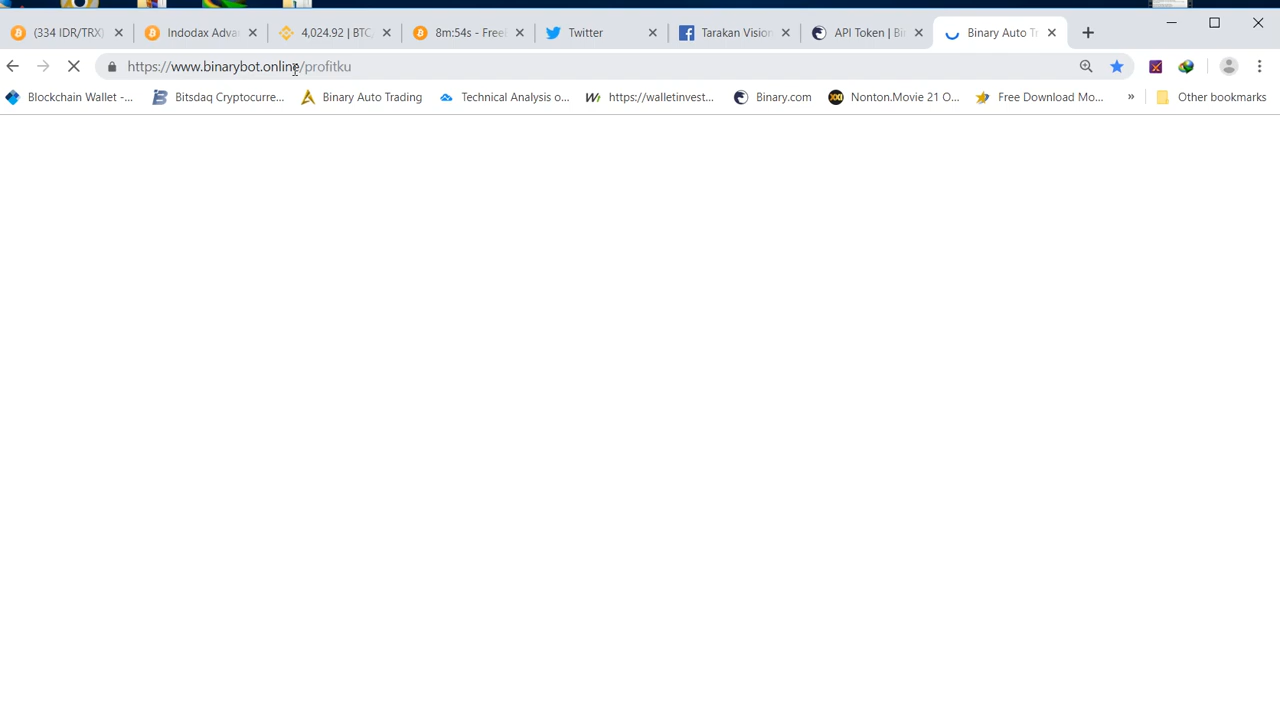 (334 IDR/TRX)
Indodax Adva
4,024.92 | BTC,
8m:54s - Free
Twitter
Tarakan Vision
API Token | Bin
Binary Auto Tr
https://www.binarybot.online/profitku
Blockchain Wallet -...
Bitsdaq Cryptocurre...
Binary Auto Trading
Technical Analysis o...
https://walletinvest...
Binary.com
Nonton.Movie 21 O...
Free Download Mo...
»
Other bookmarks